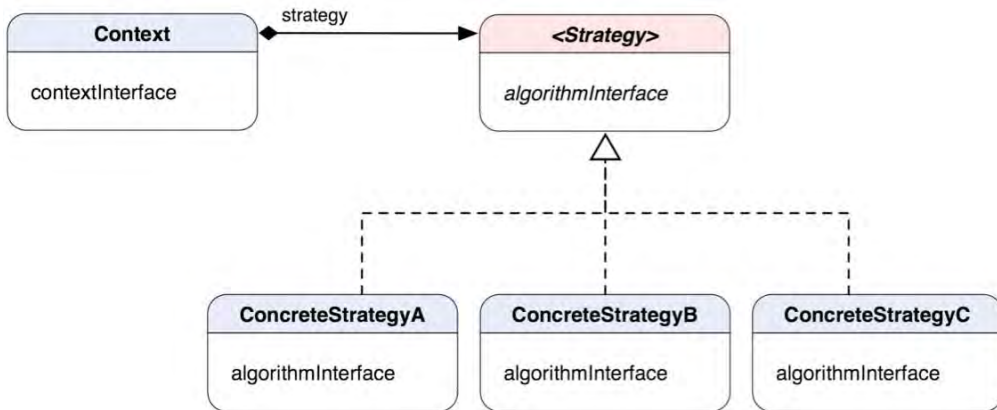 Context
strategy
<Strategy>
contextInterface
algorithmInterface
ConcreteStrategyA
ConcreteStrategyB
ConcreteStrategyC
algorithmInterface
algorithmInterface
algorithmInterface